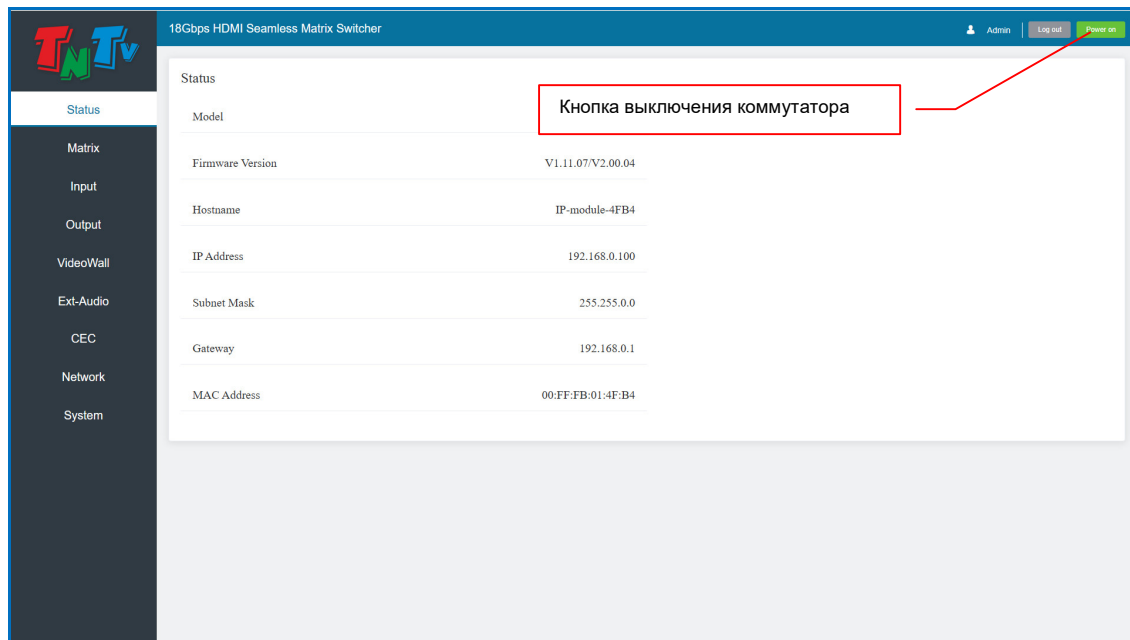 TNTv
18Gbps HDMI Seamless Matrix Switcher
Admin
Log out
Power on
Status
Matrix
Input
Output
VideoWall
Ext-Audio
CEC
Network
System
Status
Model
Кнопка выключения коммутатора
Firmware Version V1.11.07/V2.00.04
Hostname IP-module-4FB4
IP Address 192.168.0.100
Subnet Mask 255.255.0.0
Gateway 192.168.0.1
MAC Address 00:FF:FB:01:4F:B4